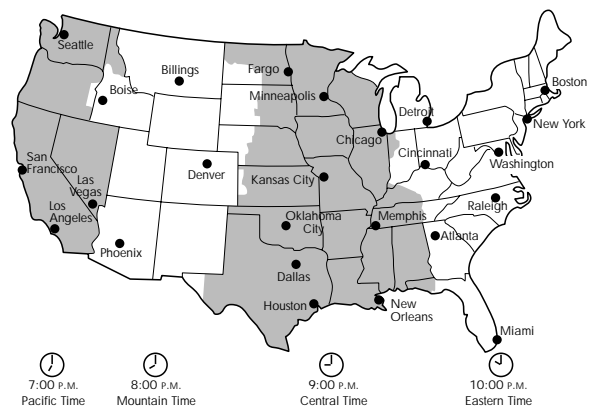 Seattle
Billings
Fargo
Boise
Minneapolis
Boston
Detroit
New York
Chicago
Cincinnati
Washington
San
Francisco
Denver
Kansas City
Las
Vegas
Los
Angeles
Raleigh
Oklahoma
City
Memphis
Atlanta
Phoenix
Dallas
Houston
New
Orleans
Miami
7:00 P.M.
Pacific Time
8:00 P.M.
Mountain Time
9:00 P.M.
Central Time
10:00 P.M.
Eastern Time